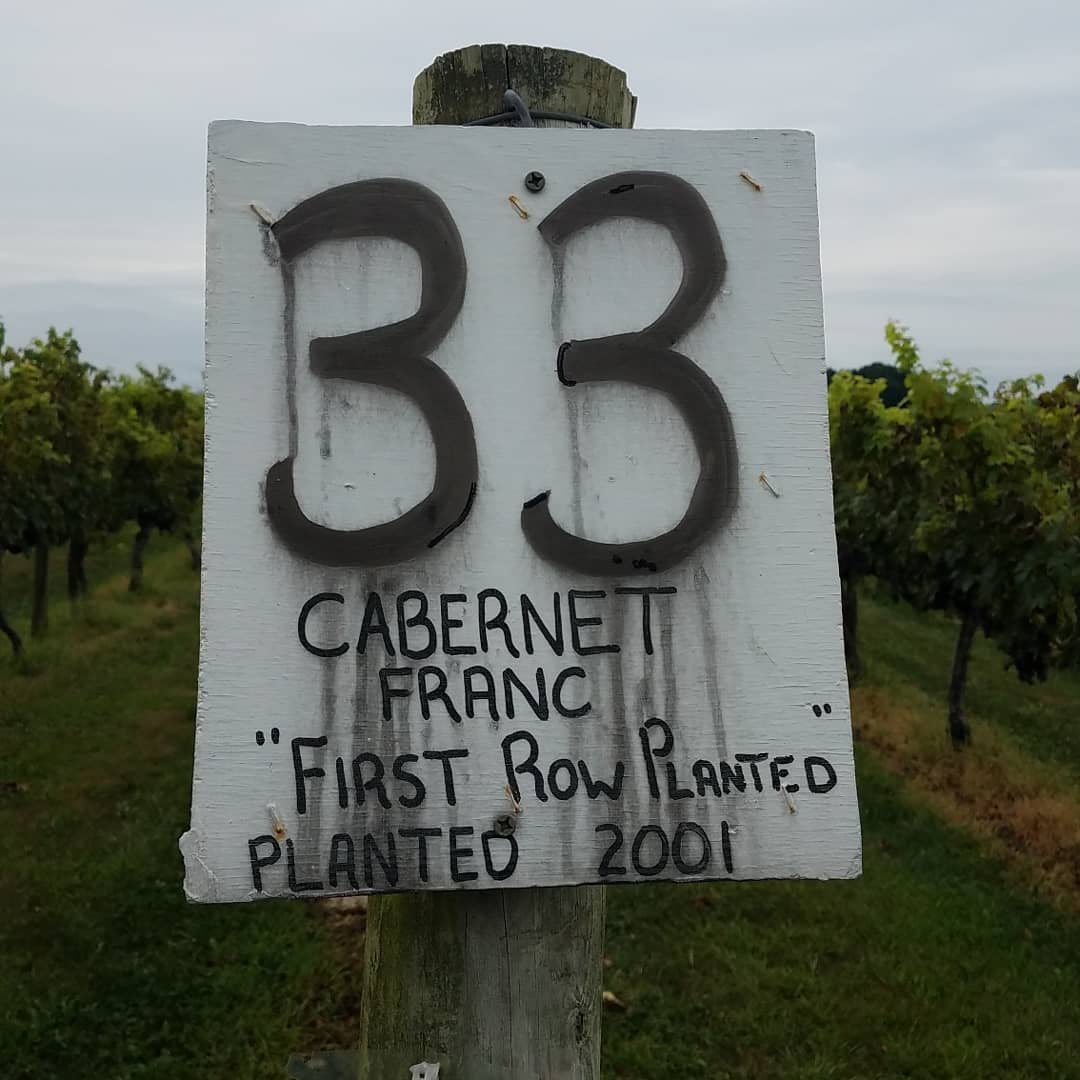 33
CABERNET
FRANC
"FIRST ROW PLANTED"
PLANTED 2001